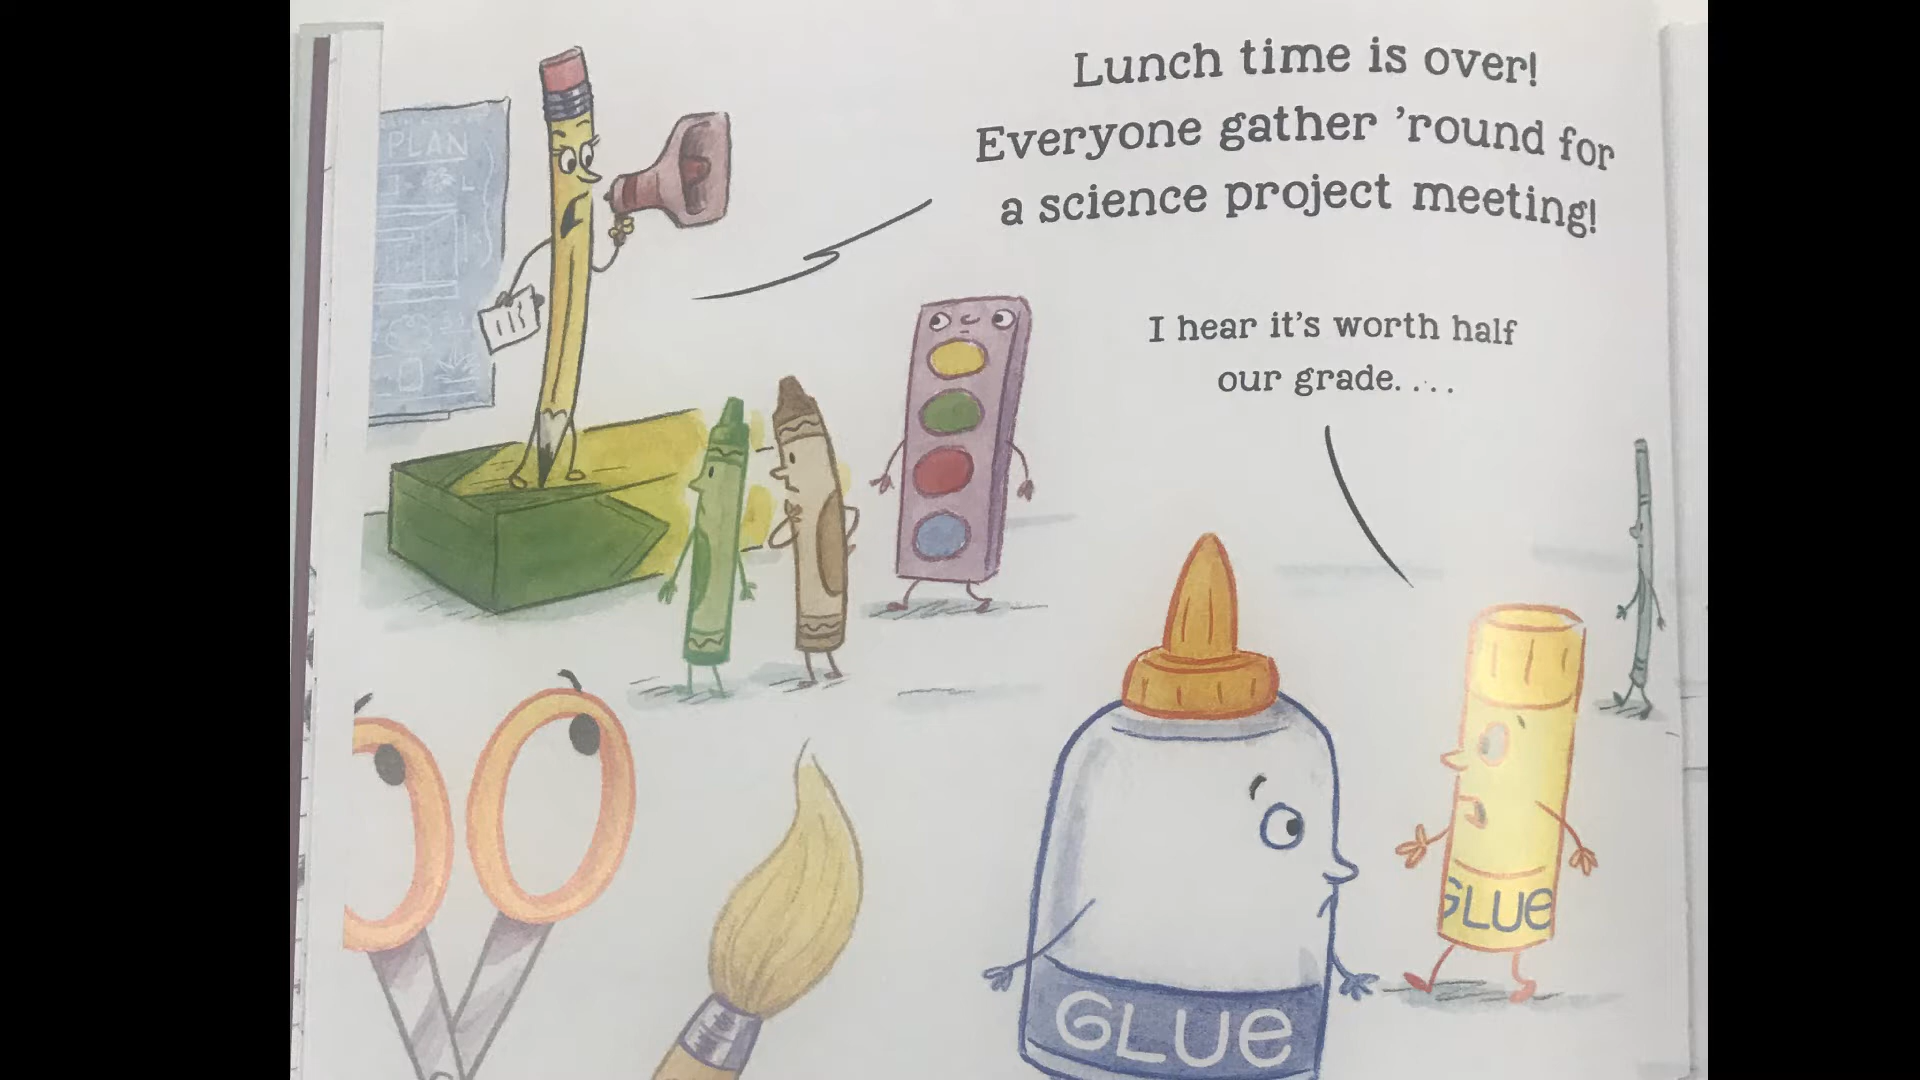 PLAN
Lunch time is over!
Everyone gather ’round for
a science project meeting!
I hear it’s worth half
our grade. . . .
GLUE
GLUE